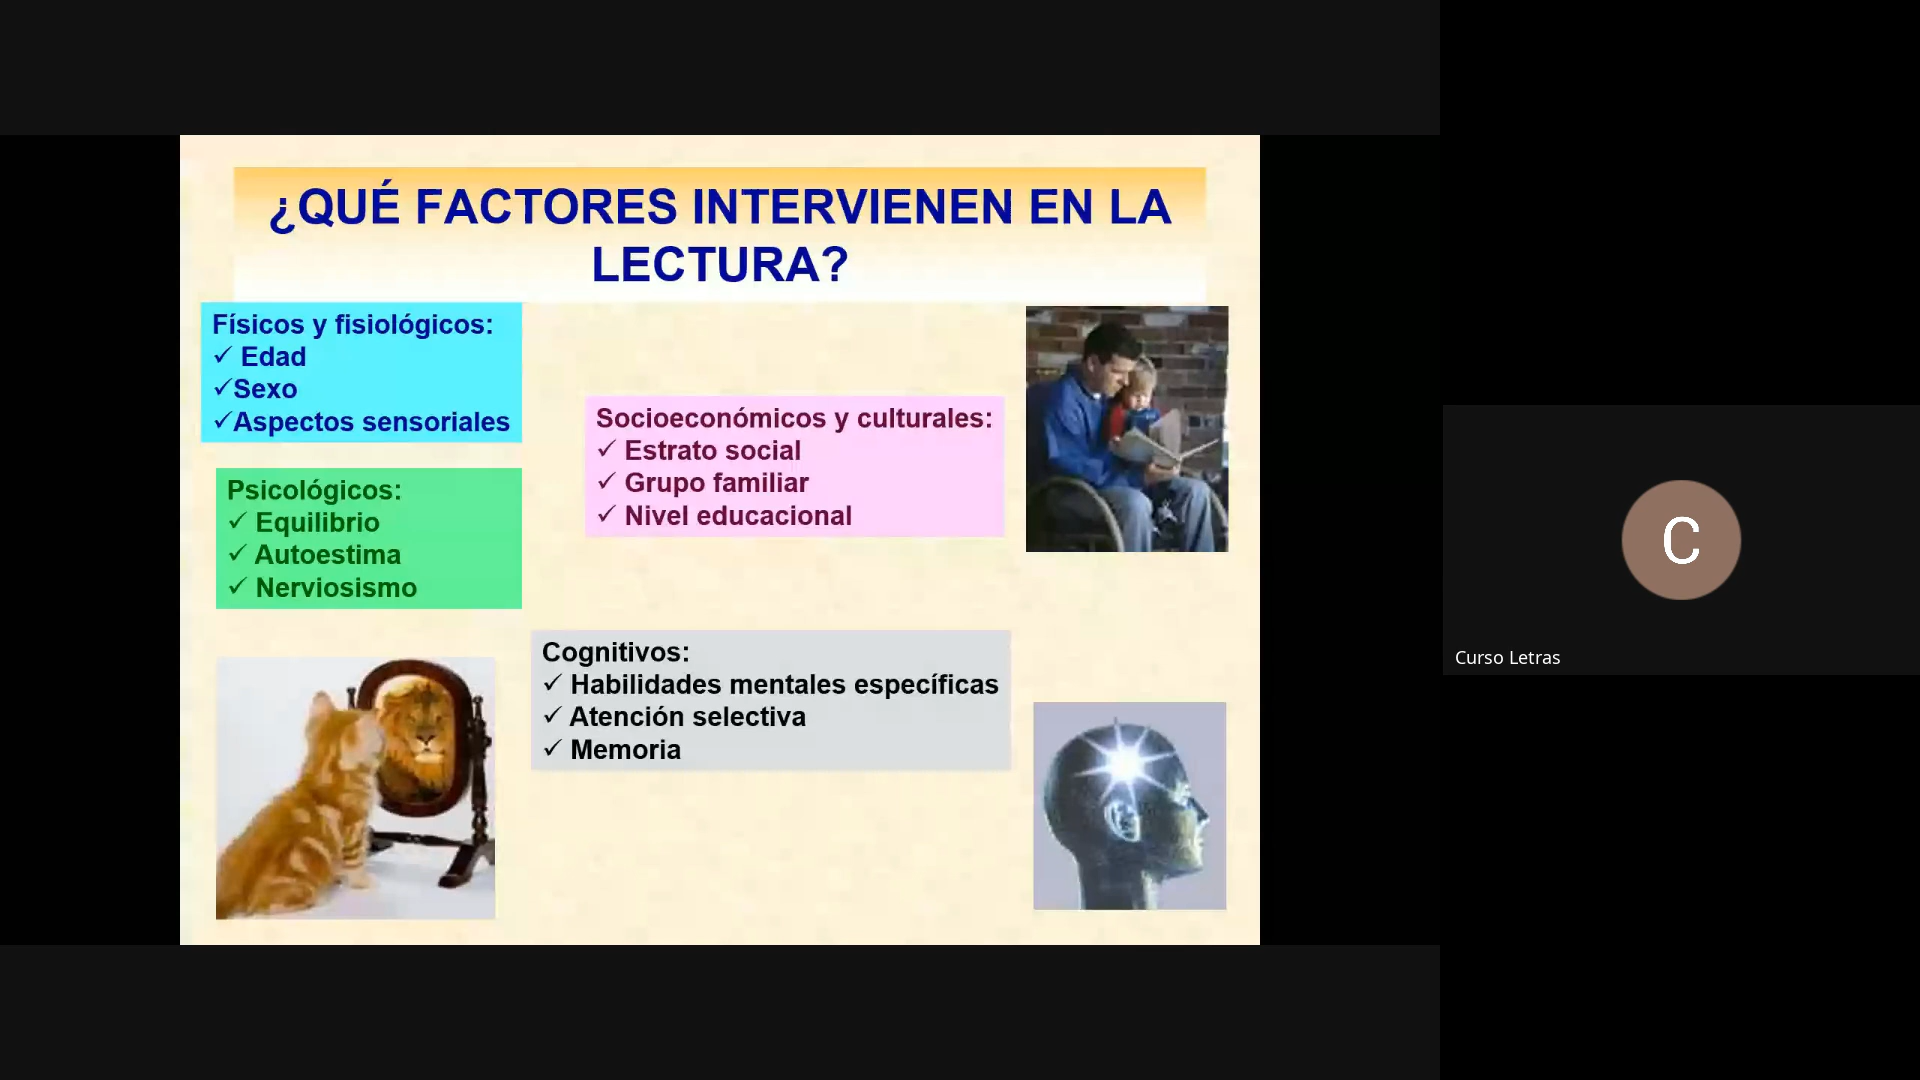 ¿QUÉ FACTORES INTERVIENEN EN LA
LECTURA?
Físicos y fisiológicos:
✓ Edad
✓Sexo
✓Aspectos sensoriales
Psicológicos:
✓ Equilibrio
✓ Autoestima
✓ Nerviosismo
Socioeconómicos y culturales:
✓ Estrato social
✓ Grupo familiar
✓ Nivel educacional
Cognitivos:
✓ Habilidades mentales específicas
✓ Atención selectiva
✓ Memoria
C
Curso Letras